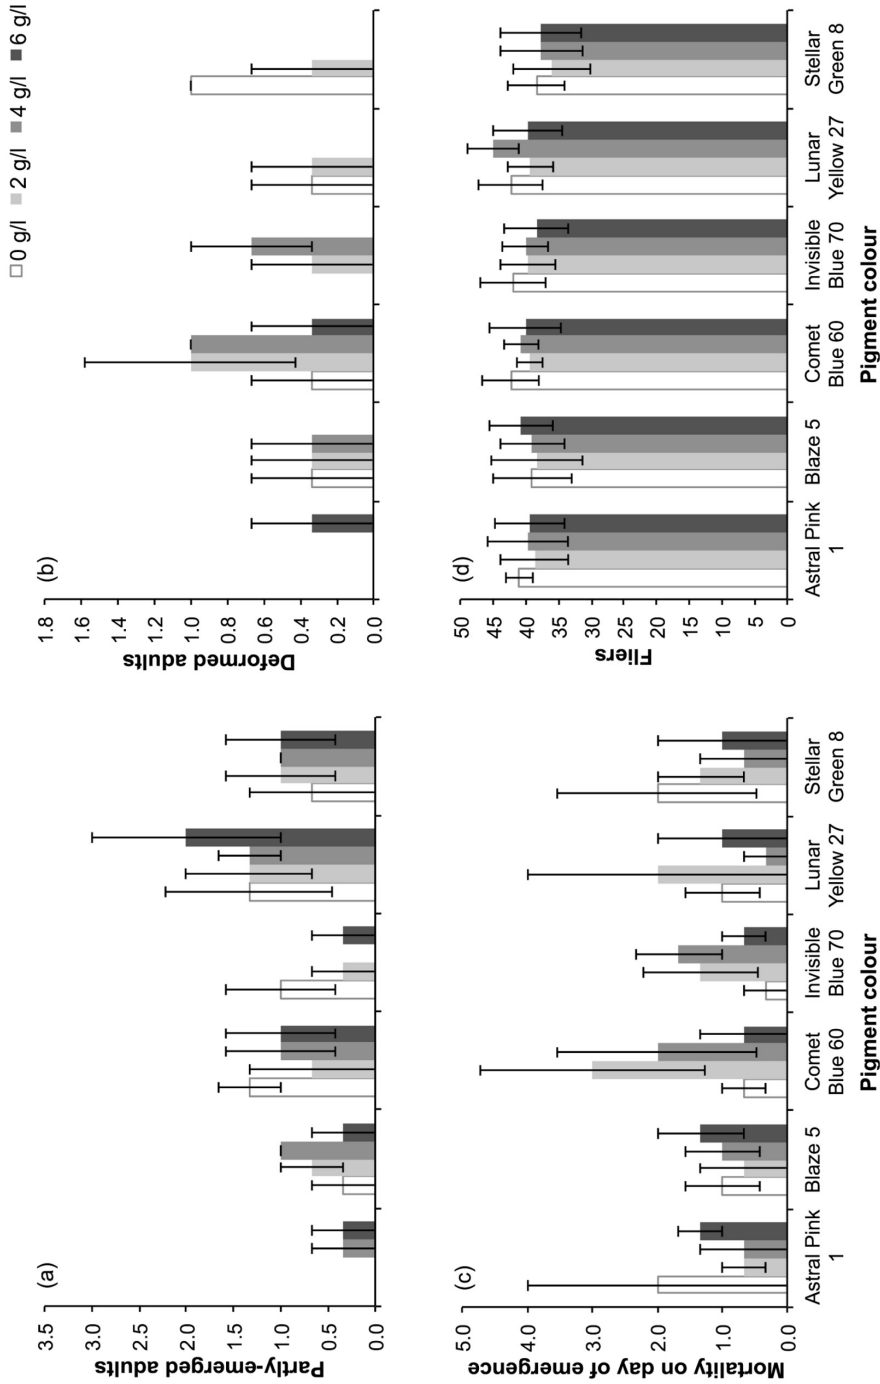 0 g/l 2 g/l 4 g/l 6 g/l
(a)
Partly-emerged adults
3.5
3.0
2.5
2.0
1.5
1.0
0.5
0.0
(b)
Deformed adults
1.8
1.6
1.4
1.2
1.0
0.8
0.6
0.4
0.2
0.0
(c)
Mortality on day of emergence
5.0
4.0
3.0
2.0
1.0
0.0
Astral Pink
1
Blaze 5
Comet
Blue 60
Invisible
Blue 70
Lunar
Yellow 27
Stellar
Green 8
Pigment colour
(d)
Fliers
50
45
40
35
30
25
20
15
10
5
0
Astral Pink
1
Blaze 5
Comet
Blue 60
Invisible
Blue 70
Lunar
Yellow 27
Stellar
Green 8
Pigment colour